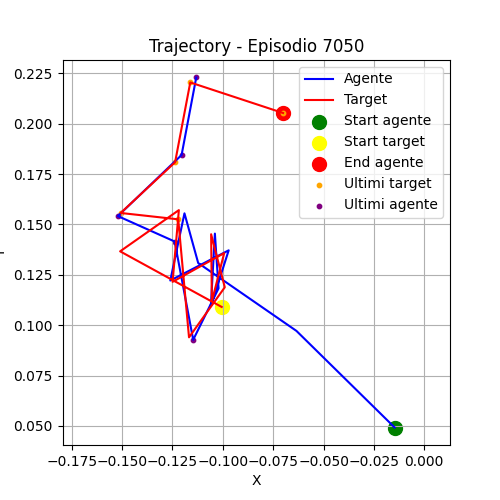 Trajectory - Episodio 7050
Agente
Target
Start agente
Start target
End agente
Ultimi target
Ultimi agente
0.225
0.200
0.175
0.150
0.125
0.100
0.075
0.050
−0.175 −0.150 −0.125 −0.100 −0.075 −0.050 −0.025 0.000
X